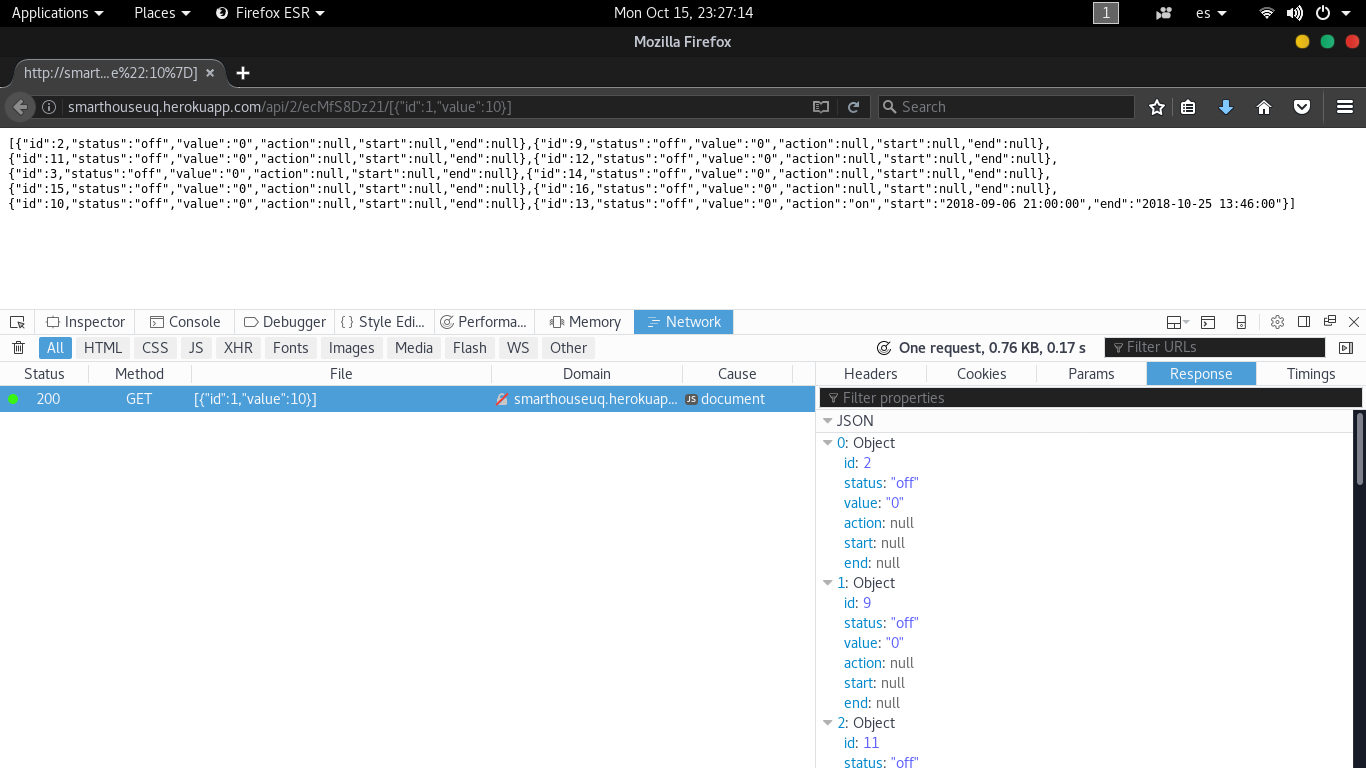 Applications Places Firefox ESR Mon Oct 15, 23:27:14 1 es
Mozilla Firefox
http://smart...e%22:10%7D] × +
smarthouseuq.herokuapp.com/api/2/ecMfS8Dz21/[{"id":1,"value":10}] Search
[{"id":2,"status":"off","value":"0","action":null,"start":null,"end":null},{"id":9,"status":"off","value":"0","action":null,"start":null,"end":null},
{"id":11,"status":"off","value":"0","action":null,"start":null,"end":null},{"id":12,"status":"off","value":"0","action":null,"start":null,"end":null},
{"id":3,"status":"off","value":"0","action":null,"start":null,"end":null},{"id":14,"status":"off","value":"0","action":null,"start":null,"end":null},
{"id":15,"status":"off","value":"0","action":null,"start":null,"end":null},{"id":16,"status":"off","value":"0","action":null,"start":null,"end":null},
{"id":10,"status":"off","value":"0","action":null,"start":null,"end":null},{"id":13,"status":"off","value":"0","action":"on","start":"2018-09-06 21:00:00","end":"2018-10-25 13:46:00"}]
Inspector Console Debugger {} Style Edi... Performa... Memory Network
All HTML CSS JS XHR Fonts Images Media Flash WS Other One request, 0.76 KB, 0.17 s Filter URLs
Status Method File Domain Cause Headers Cookies Params Response Timings
200 GET [{"id":1,"value":10}] smarthouseuq.herokuap... JS document
Filter properties
JSON
0: Object
id: 2
status: "off"
value: "0"
action: null
start: null
end: null
1: Object
id: 9
status: "off"
value: "0"
action: null
start: null
end: null
2: Object
id: 11
status: "off"